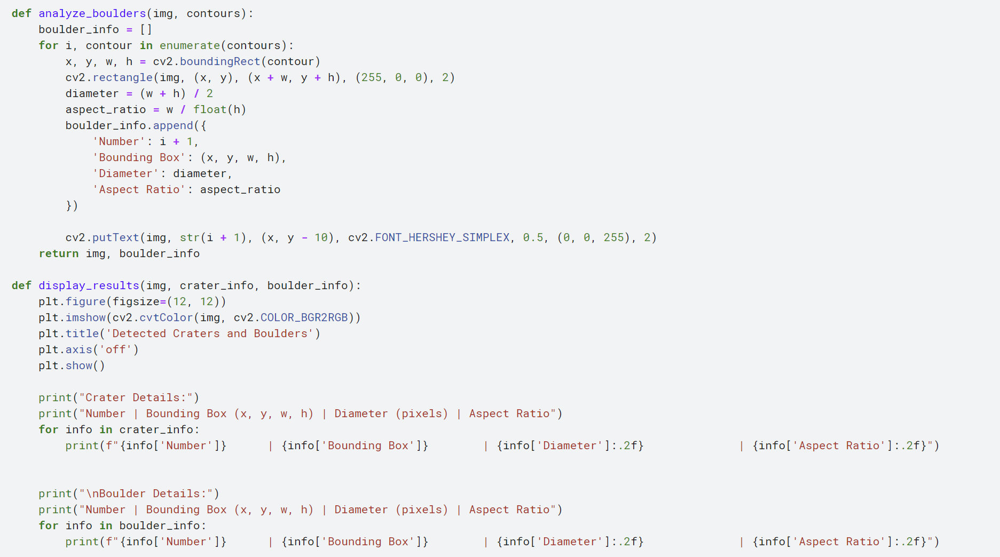 def analyze_boulders(img, contours):
    boulder_info = []
    for i, contour in enumerate(contours):
        x, y, w, h = cv2.boundingRect(contour)
        cv2.rectangle(img, (x, y), (x + w, y + h), (255, 0, 0), 2)
        diameter = (w + h) / 2
        aspect_ratio = w / float(h)
        boulder_info.append({
            'Number': i + 1,
            'Bounding Box': (x, y, w, h),
            'Diameter': diameter,
            'Aspect Ratio': aspect_ratio
        })

        cv2.putText(img, str(i + 1), (x, y - 10), cv2.FONT_HERSHEY_SIMPLEX, 0.5, (0, 0, 255), 2)
    return img, boulder_info

def display_results(img, crater_info, boulder_info):
    plt.figure(figsize=(12, 12))
    plt.imshow(cv2.cvtColor(img, cv2.COLOR_BGR2RGB))
    plt.title('Detected Craters and Boulders')
    plt.axis('off')
    plt.show()

    print("Crater Details:")
    print("Number | Bounding Box (x, y, w, h) | Diameter (pixels) | Aspect Ratio")
    for info in crater_info:
        print(f"{info['Number']}      | {info['Bounding Box']}        | {info['Diameter']:.2f}              | {info['Aspect Ratio']:.2f}")


    print("\nBoulder Details:")
    print("Number | Bounding Box (x, y, w, h) | Diameter (pixels) | Aspect Ratio")
    for info in boulder_info:
        print(f"{info['Number']}      | {info['Bounding Box']}        | {info['Diameter']:.2f}              | {info['Aspect Ratio']:.2f}")